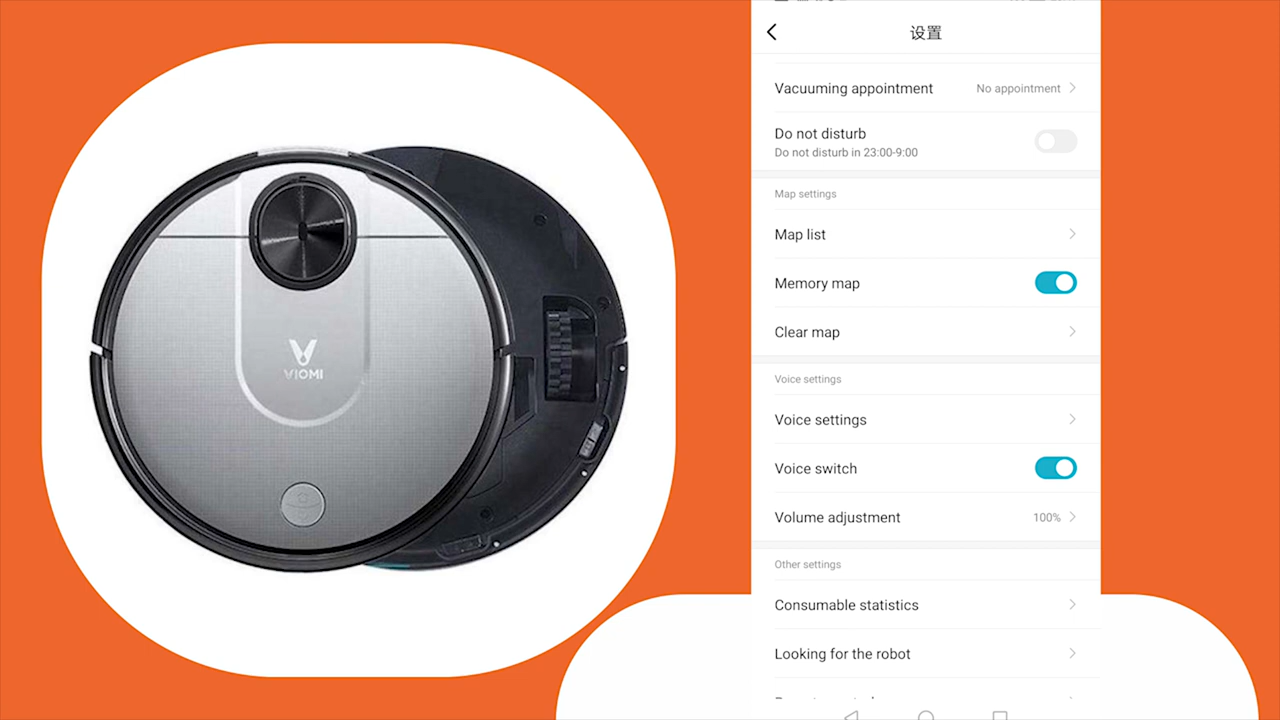 设置
Vacuuming appointment
No appointment
Do not disturb
Do not disturb in 23:00-9:00
Map settings
Map list
Memory map
Clear map
Voice settings
Voice settings
Voice switch
Volume adjustment
100%
Other settings
Consumable statistics
Looking for the robot
VIOMI